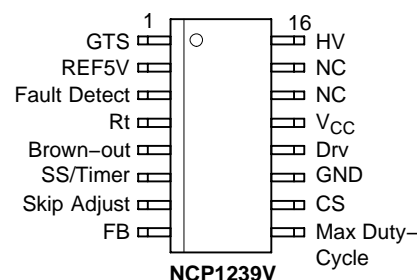 1 16
GTS HV
REF5V NC
Fault Detect NC
Rt VCC
Brown−out Drv
SS/Timer GND
Skip Adjust CS
FB Max Duty−
Cycle
NCP1239V